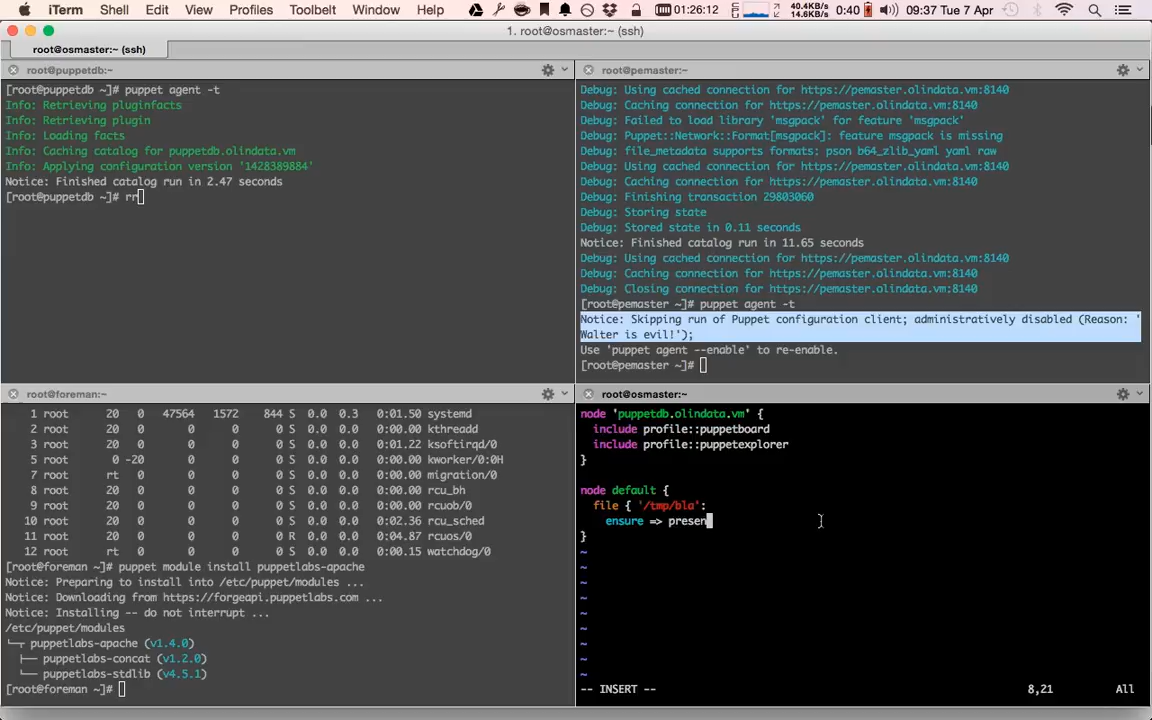 iTerm Shell Edit View Profiles Toolbelt Window Help 01:26:12 40.4KB/s 14.6KB/s 0:40 09:37 Tue 7 Apr
1. root@osmaster:~ (ssh)
root@osmaster:~ (ssh)
root@puppetdb:~
[root@puppetdb ~]# puppet agent -t
Info: Retrieving pluginfacts
Info: Retrieving plugin
Info: Loading facts
Info: Caching catalog for puppetdb.olindata.vm
Info: Applying configuration version '1428389884'
Notice: Finished catalog run in 2.47 seconds
[root@puppetdb ~]# rr
root@pemaster:~
Debug: Using cached connection for https://pemaster.olindata.vm:8140
Debug: Caching connection for https://pemaster.olindata.vm:8140
Debug: Failed to load library 'msgpack' for feature 'msgpack'
Debug: Puppet::Network::Format[msgpack]: feature msgpack is missing
Debug: file_metadata supports formats: pson b64_zlib_yaml yaml raw
Debug: Using cached connection for https://pemaster.olindata.vm:8140
Debug: Caching connection for https://pemaster.olindata.vm:8140
Debug: Finishing transaction 29803060
Debug: Storing state
Debug: Stored state in 0.11 seconds
Notice: Finished catalog run in 11.65 seconds
Debug: Using cached connection for https://pemaster.olindata.vm:8140
Debug: Caching connection for https://pemaster.olindata.vm:8140
Debug: Closing connection for https://pemaster.olindata.vm:8140
[root@pemaster ~]# puppet agent -t
Notice: Skipping run of Puppet configuration client; administratively disabled (Reason: '
Walter is evil!');
Use 'puppet agent --enable' to re-enable.
[root@pemaster ~]#
root@foreman:~
1 root 20 0 47564 1572 844 S 0.0 0.3 0:01.50 systemd
2 root 20 0 0 0 0 S 0.0 0.0 0:00.00 kthreadd
3 root 20 0 0 0 0 S 0.0 0.0 0:01.22 ksoftirqd/0
5 root 0 -20 0 0 0 S 0.0 0.0 0:00.00 kworker/0:0H
7 root rt 0 0 0 0 S 0.0 0.0 0:00.00 migration/0
8 root 20 0 0 0 0 S 0.0 0.0 0:00.00 rcu_bh
9 root 20 0 0 0 0 S 0.0 0.0 0:00.00 rcuob/0
10 root 20 0 0 0 0 S 0.0 0.0 0:02.36 rcu_sched
11 root 20 0 0 0 0 R 0.0 0.0 0:04.87 rcuos/0
12 root rt 0 0 0 0 S 0.0 0.0 0:00.15 watchdog/0
[root@foreman ~]# puppet module install puppetlabs-apache
Notice: Preparing to install into /etc/puppet/modules ...
Notice: Downloading from https://forgeapi.puppetlabs.com ...
Notice: Installing -- do not interrupt ...
/etc/puppet/modules
└─┬ puppetlabs-apache (v1.4.0)
├── puppetlabs-concat (v1.2.0)
└── puppetlabs-stdlib (v4.5.1)
[root@foreman ~]#
root@osmaster:~
node 'puppetdb.olindata.vm' {
include profile::puppetboard
include profile::puppetexplorer
}
node default {
file { '/tmp/bla':
ensure => presen
}
~
~
~
~
~
~
~
~
~
-- INSERT -- 8,21 All